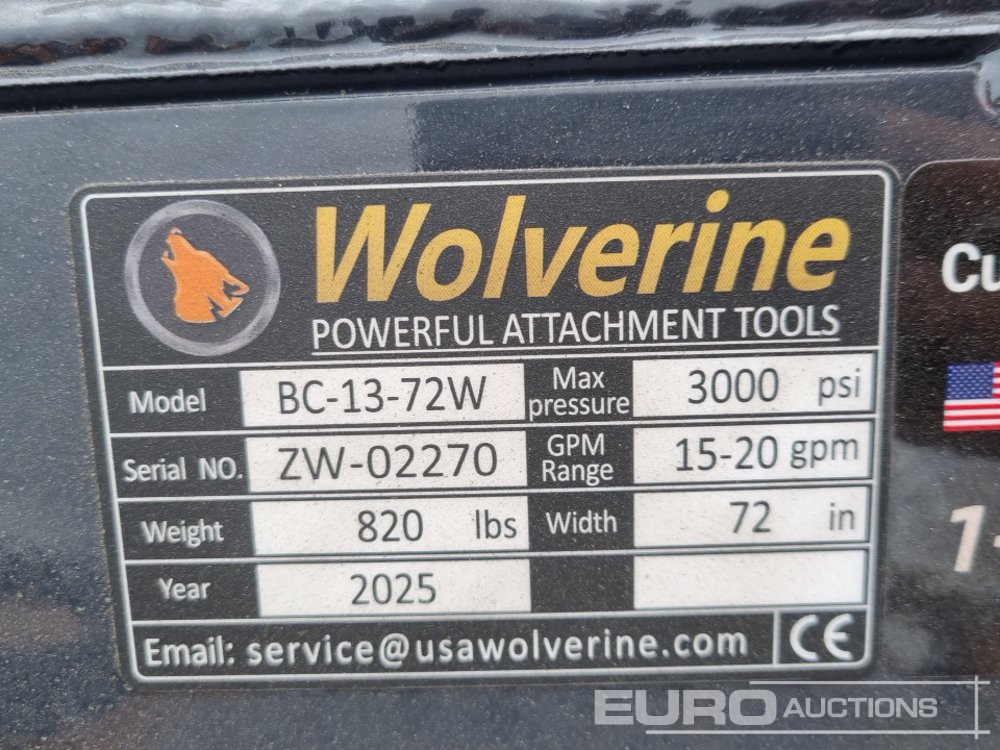 Wolverine
POWERFUL ATTACHMENT TOOLS
Model BC-13-72W Max pressure 3000 psi
Serial NO. ZW-02270 GPM Range 15-20 gpm
Weight 820 lbs Width 72 in
Year 2025
Email: service@usawolverine.com CE
EURO AUCTIONS